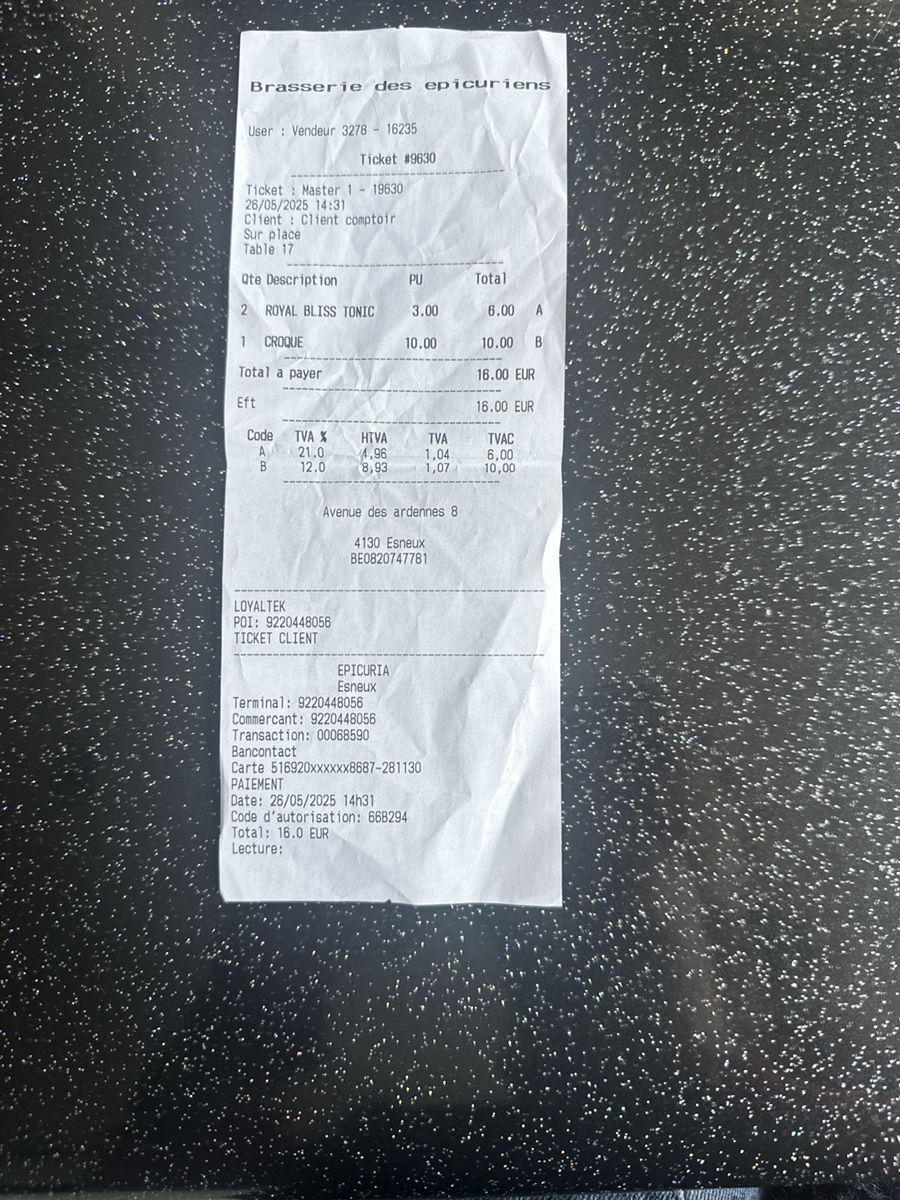 Brasserie des epicuriens
User : Vendeur 3278 - 16235
Ticket #9630
Ticket : Master 1 - 19630
26/05/2025 14:31
Client : Client comptoir
Sur place
Table 17
Qte Description PU Total
2 ROYAL BLISS TONIC 3.00 6.00 A
1 CROQUE 10.00 10.00 B
Total a payer 16.00 EUR
Eft 16.00 EUR
Code TVA % HTVA TVA TVAC
A 21.0 4,96 1,04 6,00
B 12.0 8,93 1,07 10,00
Avenue des ardennes 8
4130 Esneux
BE0820747781
LOYALTEK
POI: 9220448056
TICKET CLIENT
EPICURIA
Esneux
Terminal: 9220448056
Commercant: 9220448056
Transaction: 00068590
Bancontact
Carte 516920xxxxxx8687-281130
PAIEMENT
Date: 26/05/2025 14h31
Code d'autorisation: 66B294
Total: 16.0 EUR
Lecture: